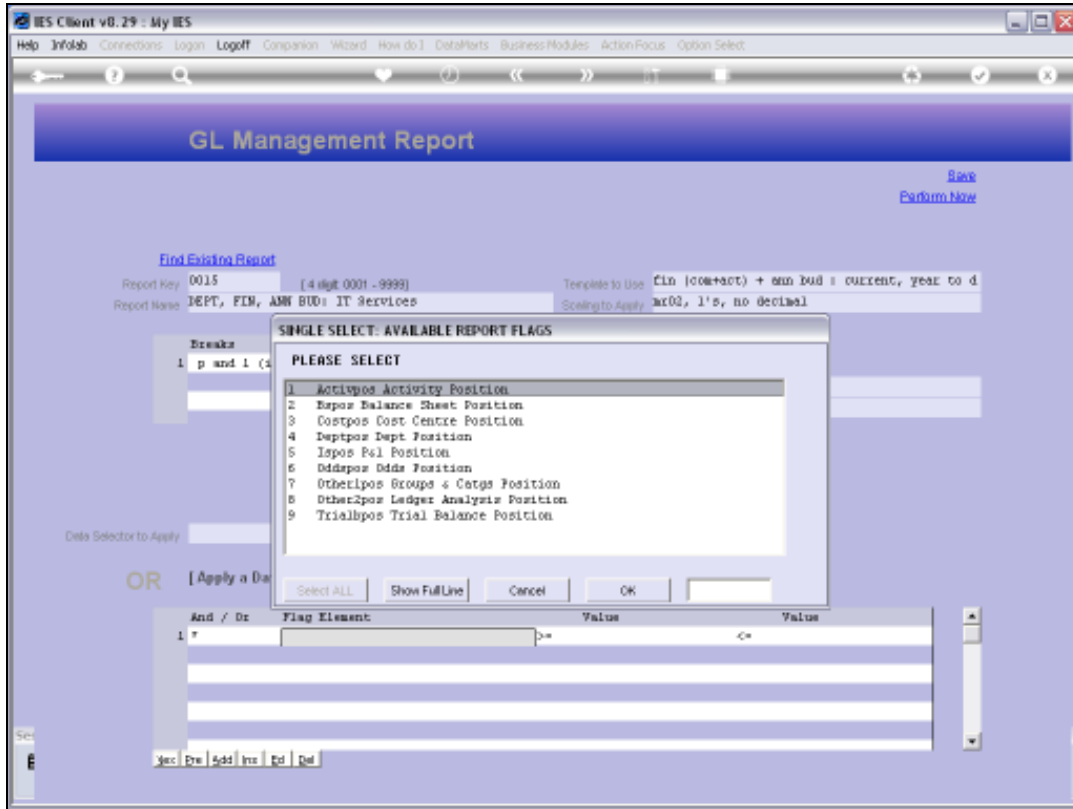 IES Client v8.29 : My IES
Help Infolab Connections Logon Logoff Companion Wizard How do I DataMarts Business Modules Action Focus Option Select
GL Management Report
Save
Perform Now
Find Existing Report
Report Key 0015 [ 4 digit: 0001 - 9999] Template to Use fin (com+act) + ann bud : current, year to d
Report Name DEPT, FIN, ANN BUD: IT Services Scaling to Apply mr02, 1's, no decimal
SINGLE SELECT: AVAILABLE REPORT FLAGS
Breaks
1 p and l (i
PLEASE SELECT
1 Activpos Activity Position
2 Bspos Balance Sheet Position
3 Costpos Cost Centre Position
4 Deptpos Dept Position
5 Ispos P&l Position
6 Oddspos Odds Position
7 Other1pos Groups & Catgs Position
8 Other2pos Ledger Analysis Position
9 Trialbpos Trial Balance Position
Data Selector to Apply
OR [ Apply a Da
Select ALL Show Full Line Cancel OK
And / Or Flag Element Value Value
1 >= <=
Nex Pre Add Ins Ed Del